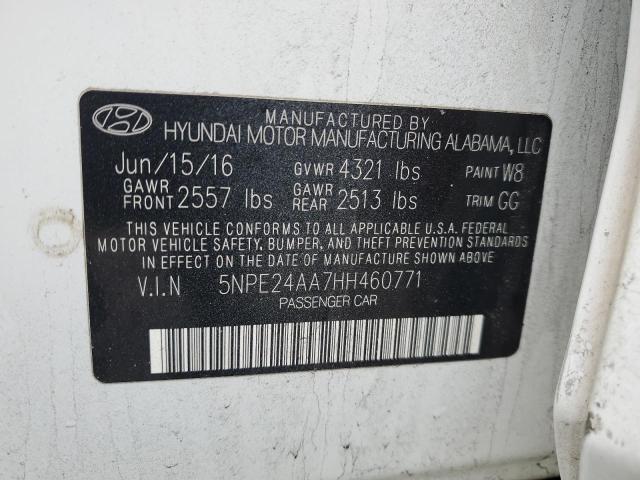 MANUFACTURED BY
HYUNDAI MOTOR MANUFACTURING ALABAMA, LLC
Jun/15/16 GVWR 4321 lbs PAINT W8
GAWR FRONT 2557 lbs GAWR REAR 2513 lbs TRIM GG
THIS VEHICLE CONFORMS TO ALL APPLICABLE U.S.A. FEDERAL
MOTOR VEHICLE SAFETY, BUMPER, AND THEFT PREVENTION STANDARDS
IN EFFECT ON THE DATE OF MANUFACTURE SHOWN ABOVE.
V.I.N 5NPE24AA7HH460771
PASSENGER CAR